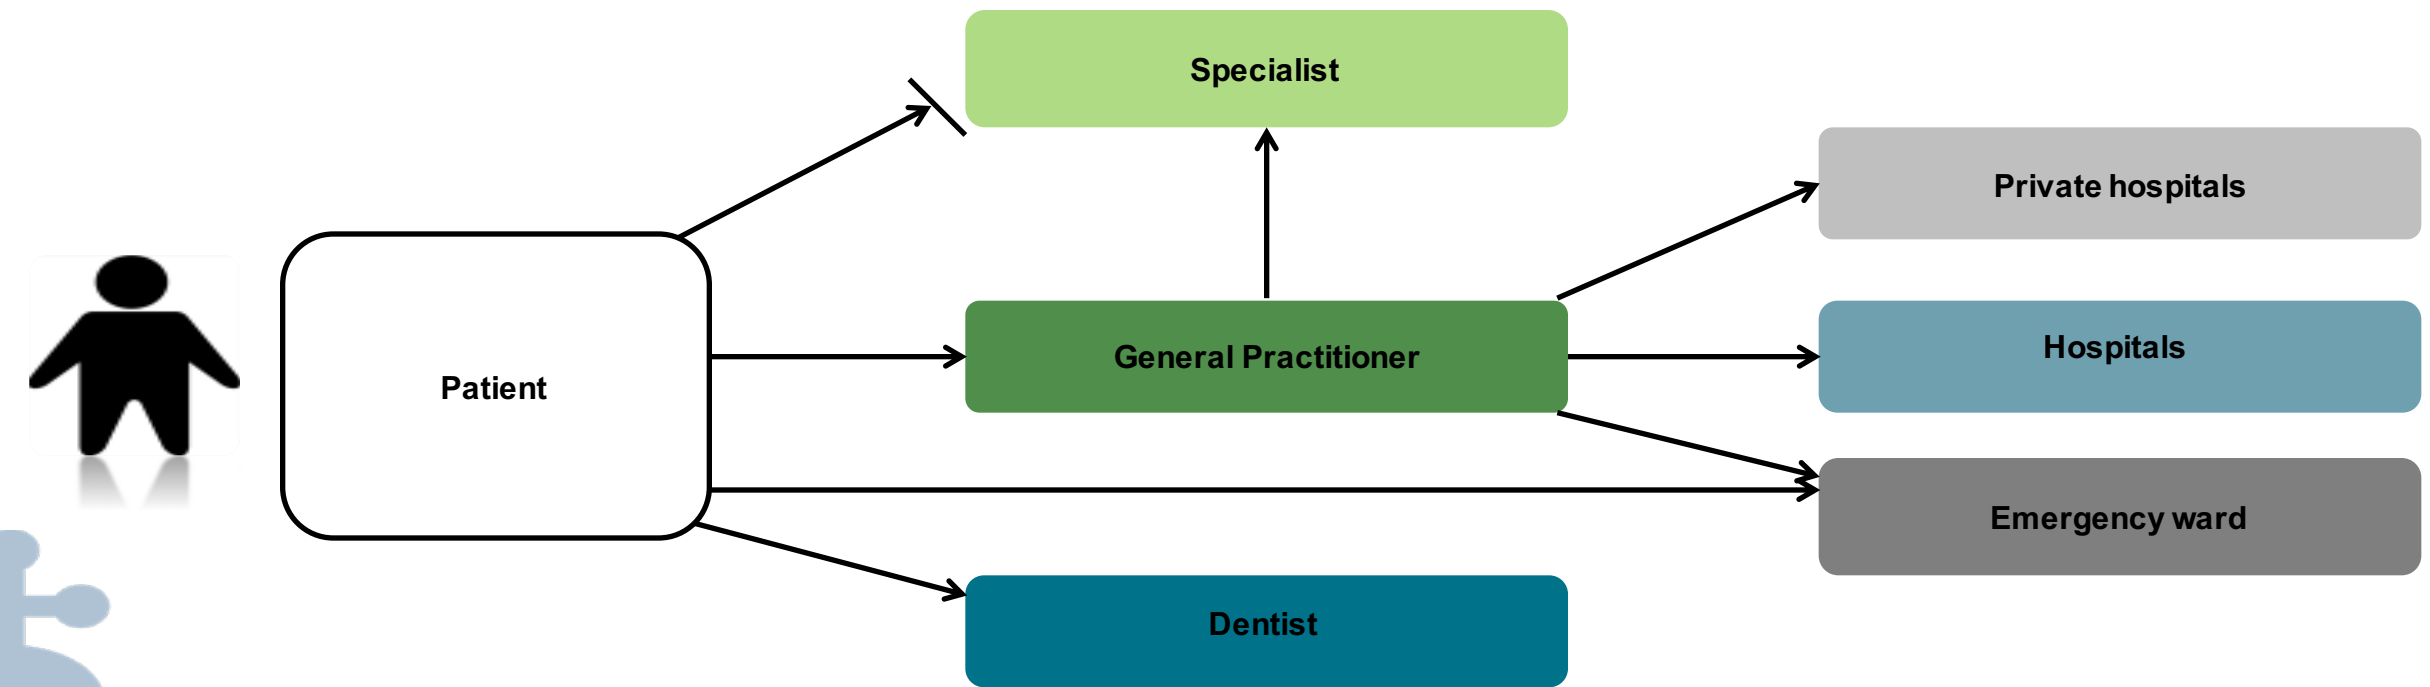 Specialist
Private hospitals
Patient
General Practitioner
Hospitals
Emergency ward
Dentist